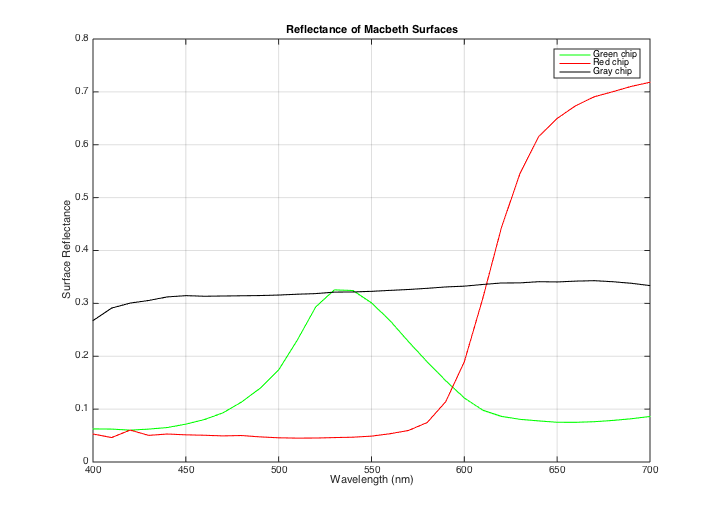 Reflectance of Macbeth Surfaces
Green chip
Red chip
Gray chip
Surface Reflectance
0.8
0.7
0.6
0.5
0.4
0.3
0.2
0.1
0
400 450 500 550 600 650 700
Wavelength (nm)